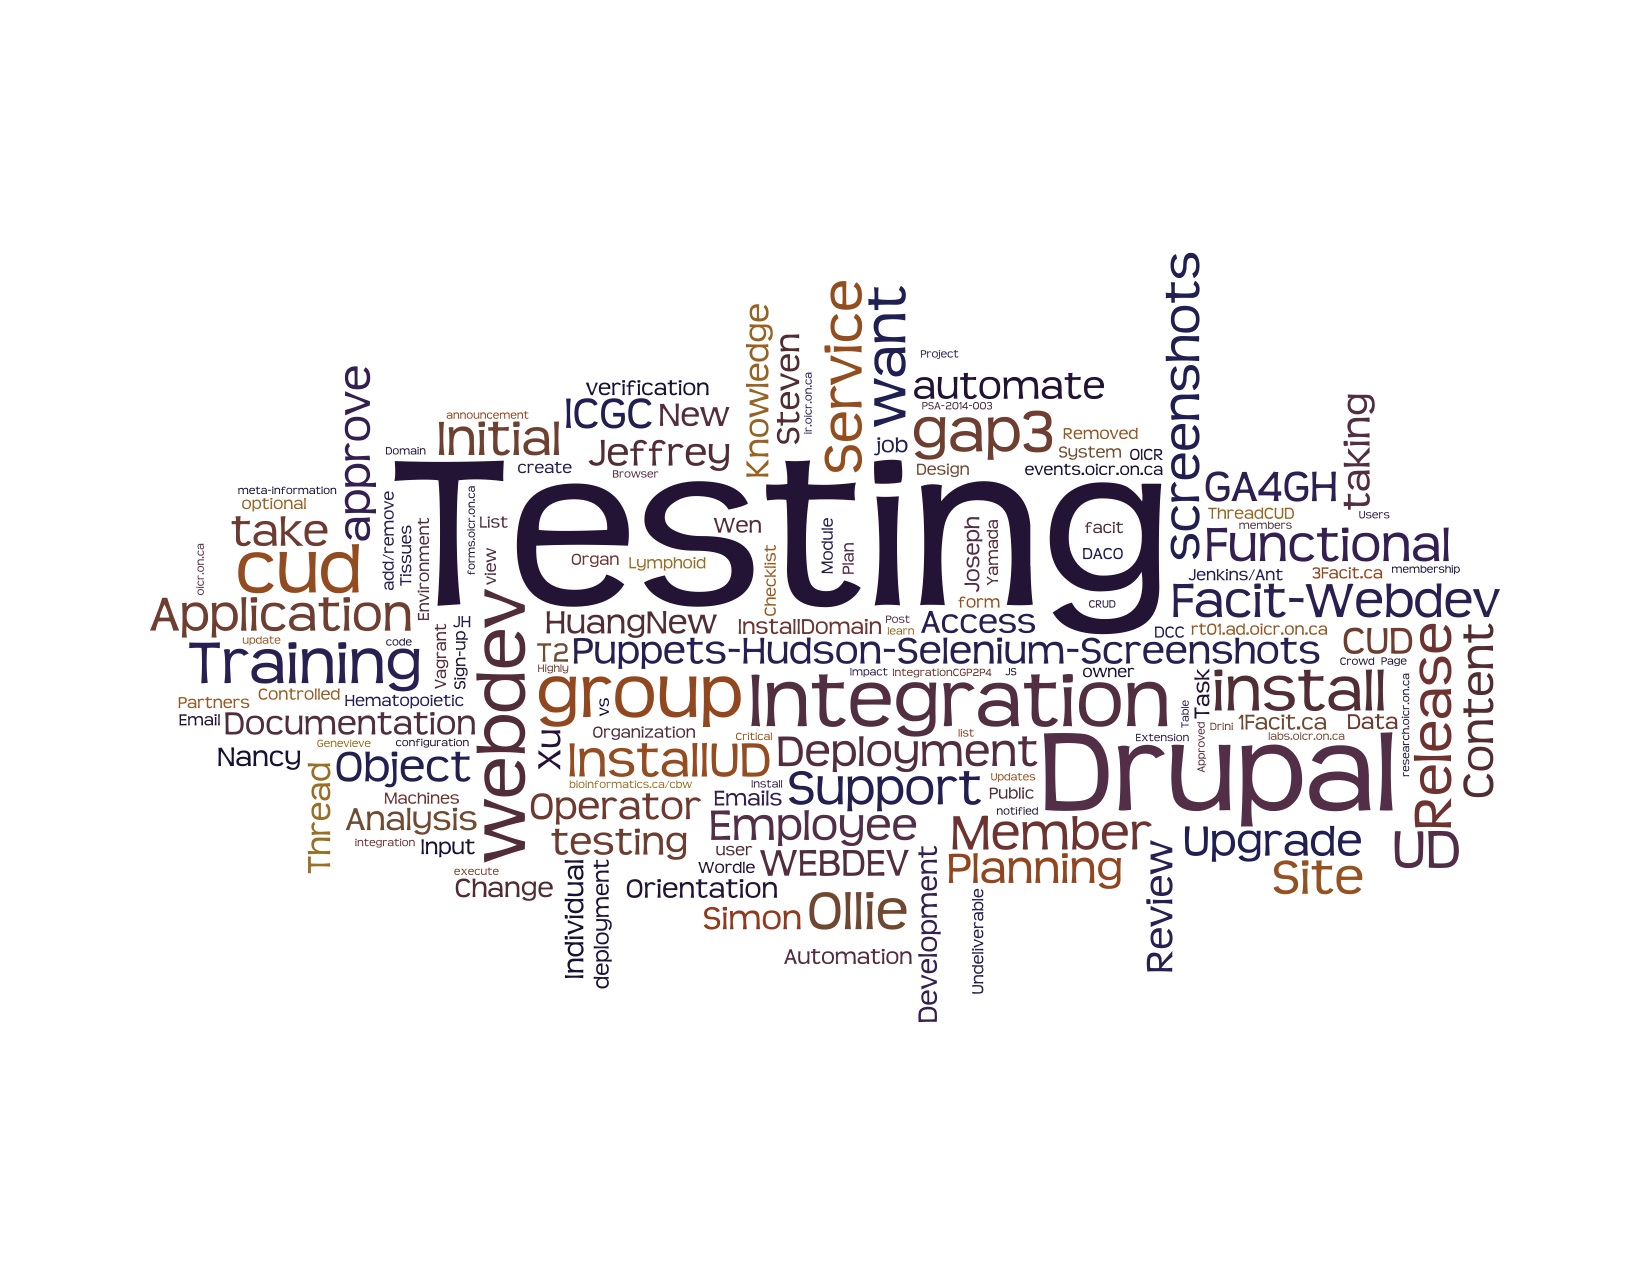 screenshots
service
want
Knowledge
Steven
ir.oicr.on.ca
Project
approve
verification
automate
taking
ICGC
New
announcement
Initial
PSA-2014-003
gap3
Removed
Domain
create
Jeffrey
Browser
job
System
OICR
Design
events.oicr.on.ca
GA4GH
meta-information
optional
take
cud
oicr.on.ca
add/remove
Tissues
Environment
forms.oicr.on.ca
List
view
Testing
Organ
Lymphoid
Wen
Checklist
Module
Plan
Joseph
Yamada
form
facit
DACO
CRUD
ThreadCUD
members
Users
Functional
Jenkins/Ant
3Facit.ca
membership
Facit-Webdev
Application
update
code
Training
Vagrant
Sign-up
JH
webdev
HuangNew
InstallDomain
Post
learn
Access
DCC
rt01.ad.oicr.on.ca
CUD
T2
Puppets-Hudson-Selenium-Screenshots
Crowd
Page
Release
Content
Highly
Impact
IntegrationCGP2P4
JS
owner
Partners
Controlled
Hematopoietic
group
vs
Integration
Table
Task
install
research.oicr.on.ca
Email
Documentation
Organization
Critical
list
Extension
Approved
Drini
1Facit.ca
Data
labs.oicr.on.ca
Nancy
Genevieve
configuration
Xu
InstallUD
Deployment
Drupal
Thread
Object
bioinformatics.ca/cbw
Install
Support
Updates
Public
notified
Machines
Analysis
Operator
Emails
Employee
Member
Upgrade
UD
integration
Input
testing
user
Wordle
WEBDEV
Planning
Review
Site
execute
Change
Individual
deployment
Orientation
Simon
Ollie
Development
Undeliverable
Automation